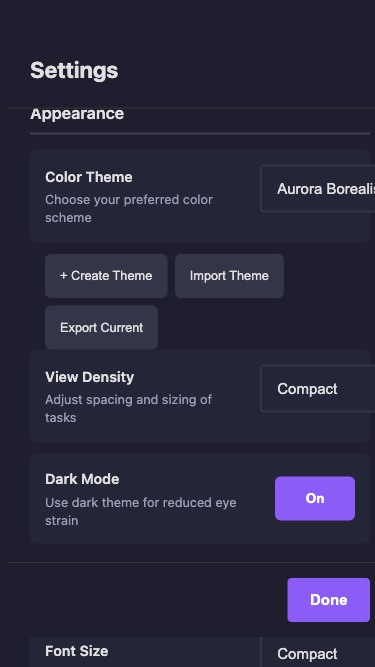 Settings
Appearance
Color Theme
Choose your preferred color
scheme
Aurora Borealis
+ Create Theme
Import Theme
Export Current
View Density
Adjust spacing and sizing of
tasks
Compact
Dark Mode
Use dark theme for reduced eye
strain
On
Done
Font Size
Compact